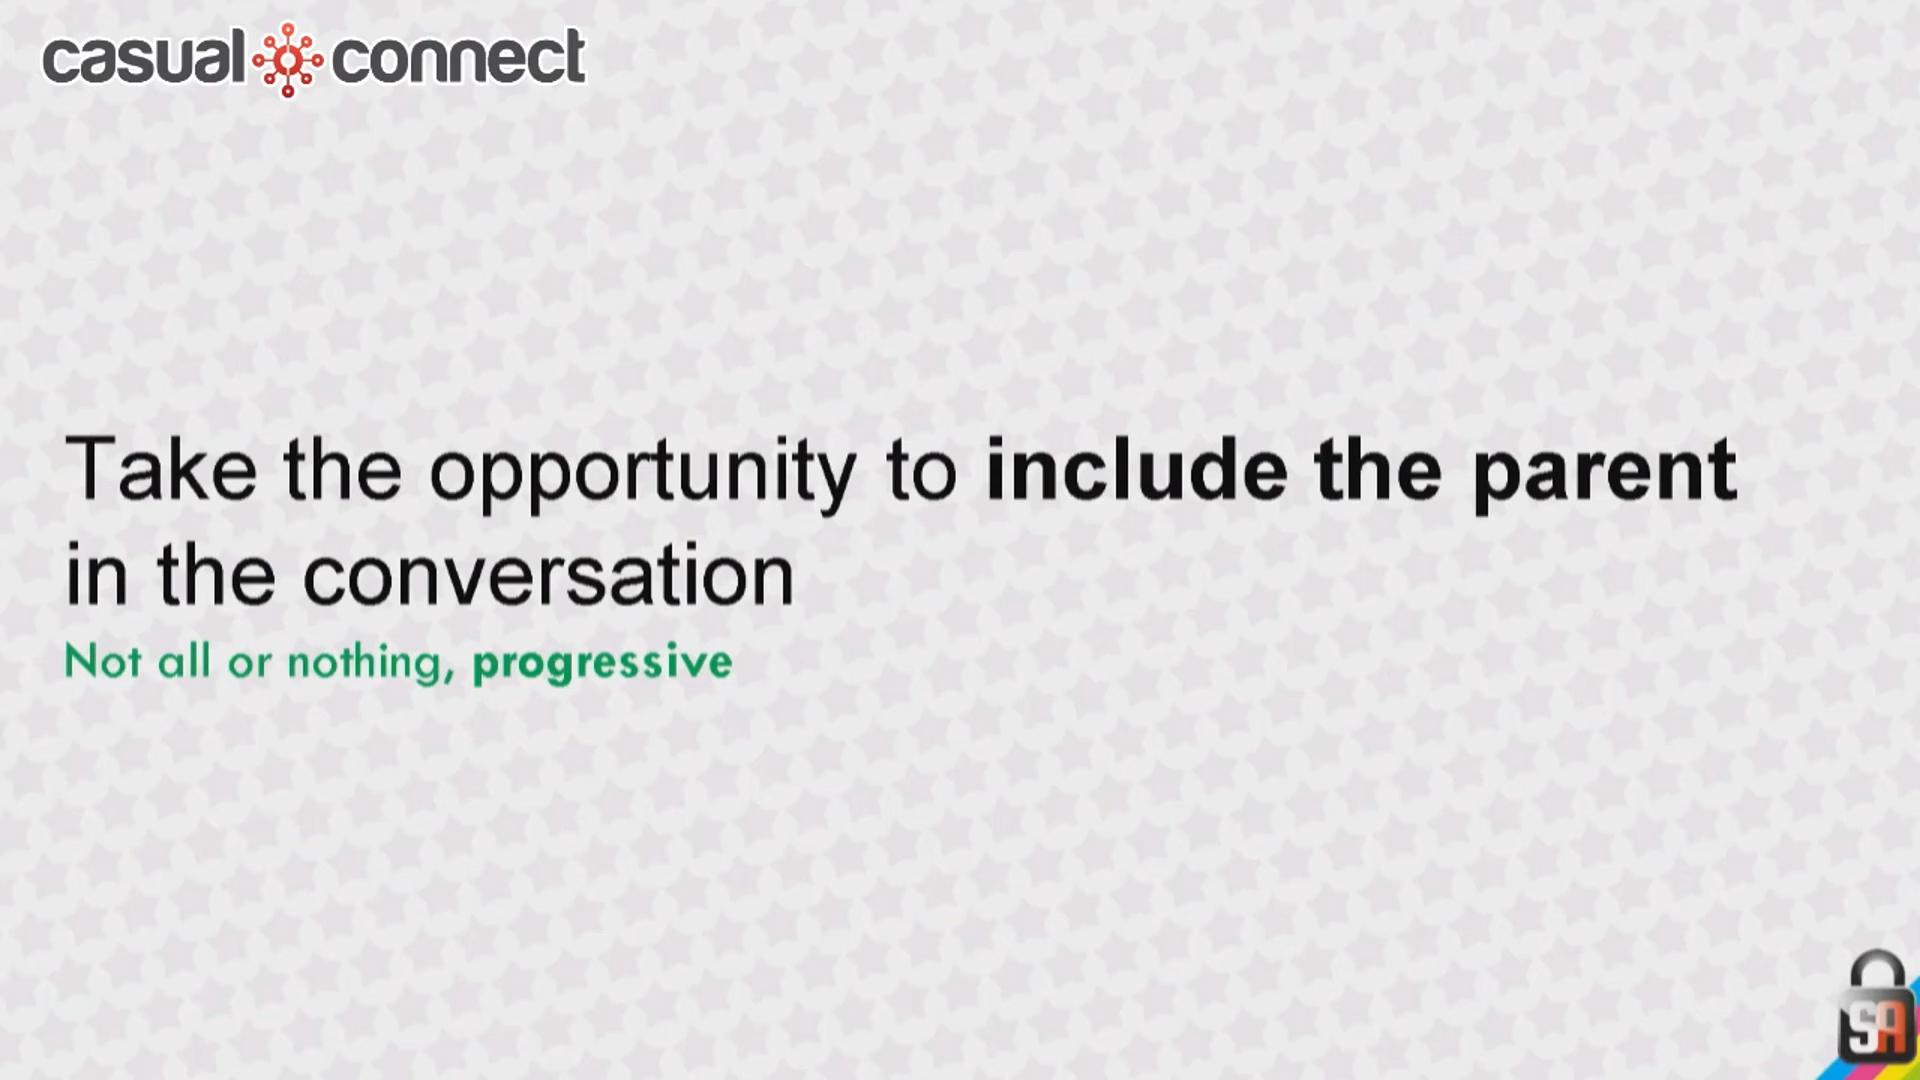 casual connect
Take the opportunity to include the parent
in the conversation
Not all or nothing, progressive
SA